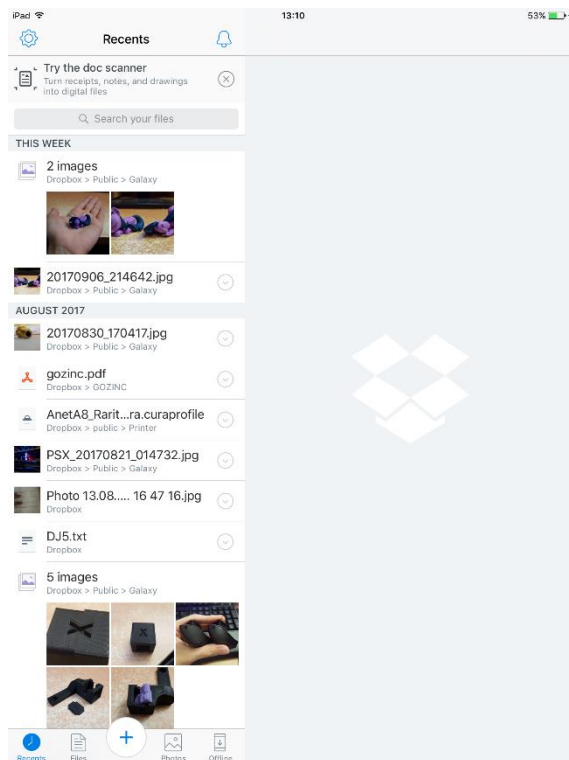 iPad 13:10 53%
Recents
Try the doc scanner
Turn receipts, notes, and drawings
into digital files
Search your files
THIS WEEK
2 images
Dropbox > Public > Galaxy
20170906_214642.jpg
Dropbox > Public > Galaxy
AUGUST 2017
20170830_170417.jpg
Dropbox > Public > Galaxy
gozinc.pdf
Dropbox > GOZINC
AnetA8_Rarit...ra.curaprofile
Dropbox > public > Printer
PSX_20170821_014732.jpg
Dropbox > Public > Galaxy
Photo 13.08..... 16 47 16.jpg
Dropbox
DJ5.txt
Dropbox
5 images
Dropbox > Public > Galaxy
X
X
Recents Files Photos Offline